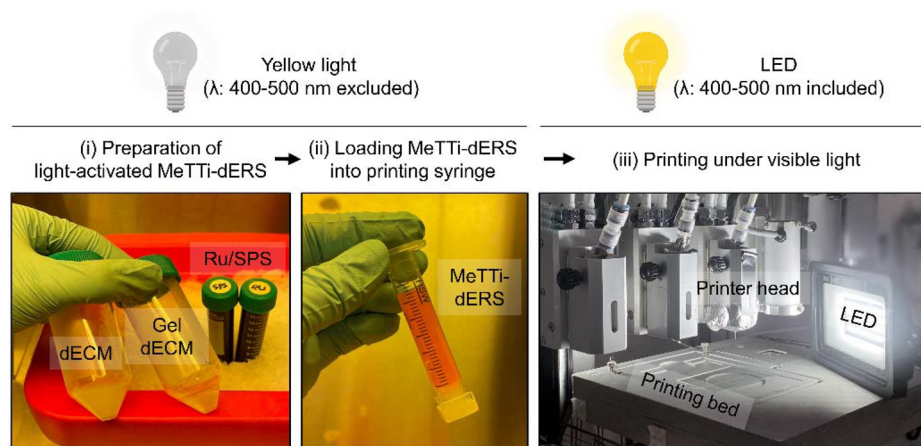 Yellow light
(λ: 400-500 nm excluded)
LED
(λ: 400-500 nm included)
(i) Preparation of
light-activated MeTTi-dERS
(ii) Loading MeTTi-dERS
into printing syringe
(iii) Printing under visible light
Ru/SPS
SPS
RU
dECM
Gel
dECM
MeTTi-
dERS
Printer head
LED
Printing bed